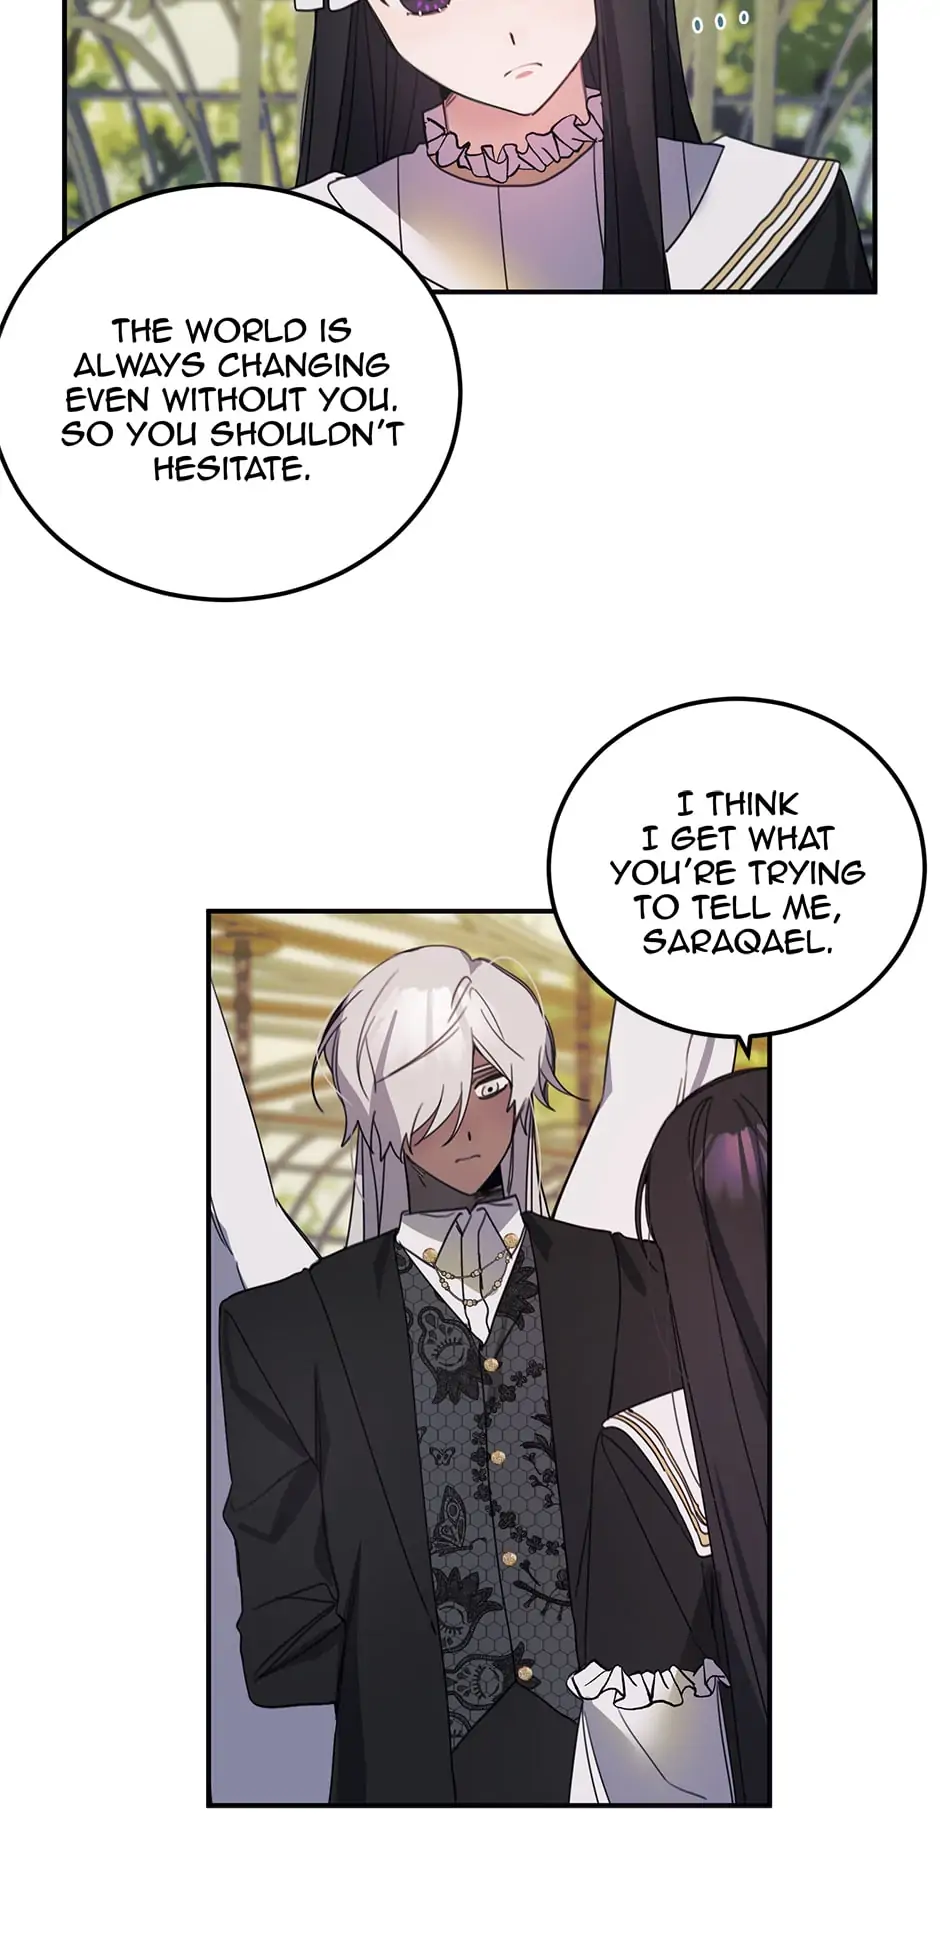 THE WORLD IS
ALWAYS CHANGING
EVEN WITHOUT YOU.
SO YOU SHOULDN'T
HESITATE.
I THINK
I GET WHAT
YOU'RE TRYING
TO TELL ME,
SARAQAEL.